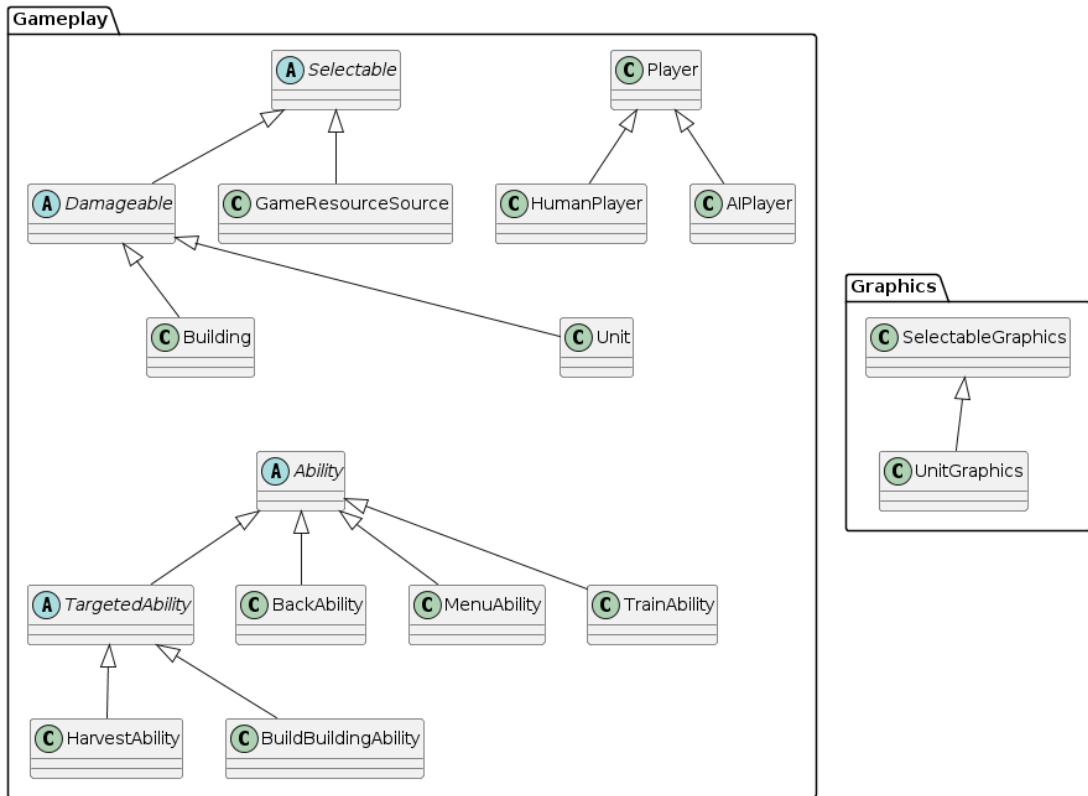 Gameplay
A Selectable
C Player
A Damageable
C GameResourceSource
C HumanPlayer
C AIPlayer
C Building
C Unit
A Ability
A TargetedAbility
C BackAbility
C MenuAbility
C TrainAbility
C HarvestAbility
C BuildBuildingAbility
Graphics
C SelectableGraphics
C UnitGraphics